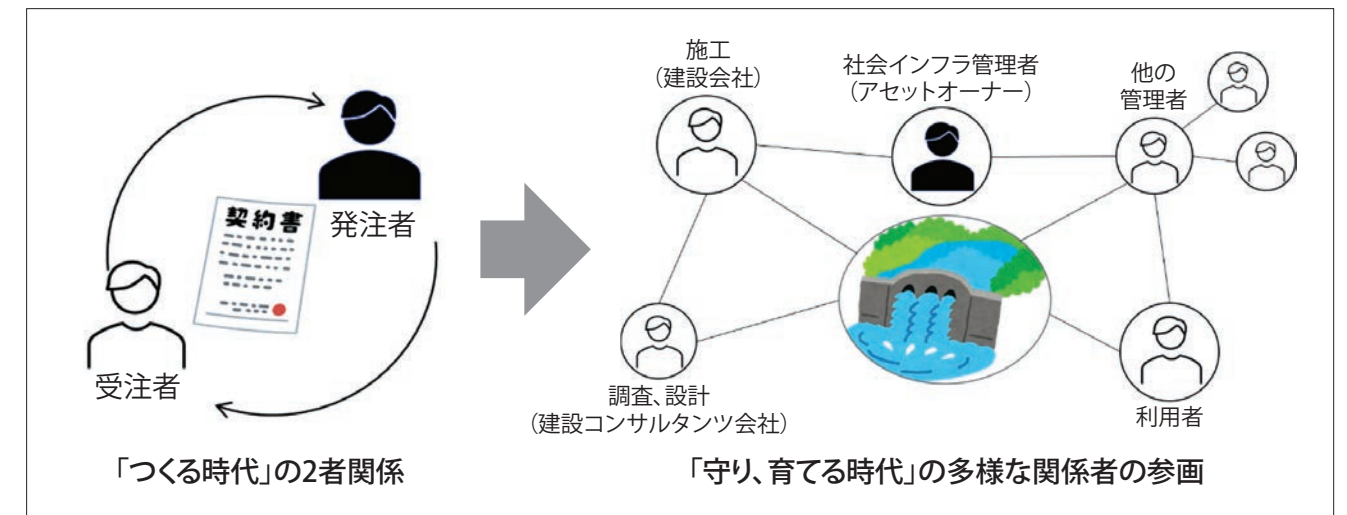 契約書
発注者
受注者
「つくる時代」の2者関係
施工
（建設会社）
社会インフラ管理者
（アセットオーナー）
他の
管理者
調査、設計
（建設コンサルタンツ会社）
利用者
「守り、育てる時代」の多様な関係者の参画